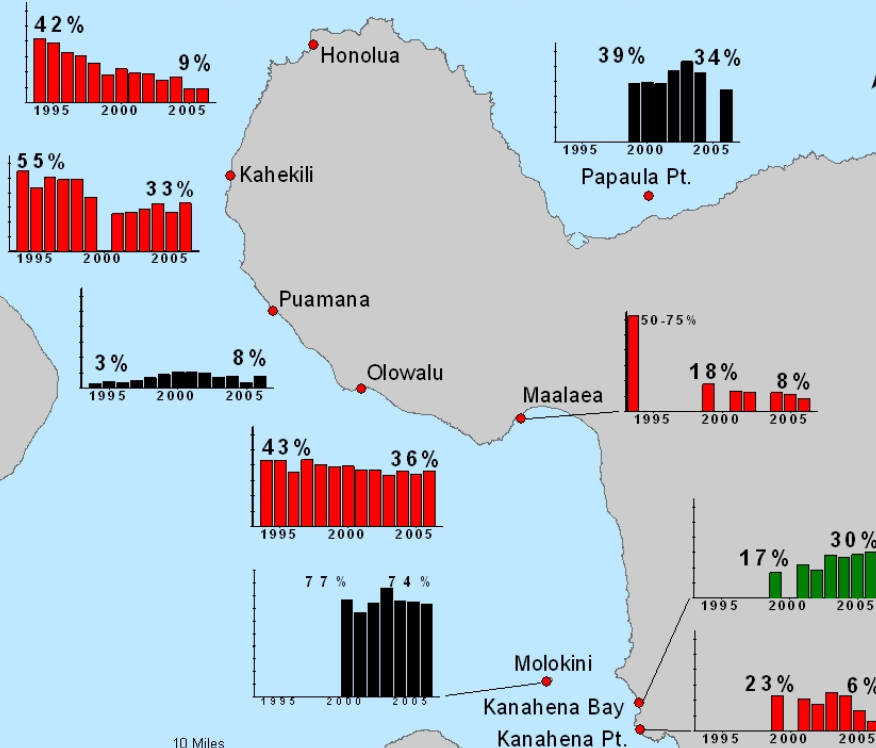 42%
9%
1995 2000 2005
Honolua
39% 34%
1995 2000 2005
Papaula Pt.
55%
33%
1995 2000 2005
Kahekili
Puamana
3% 8%
1995 2000 2005
Olowalu
Maalaea
50-75%
18% 8%
1995 2000 2005
43% 36%
1995 2000 2005
77% 74%
1995 2000 2005
17% 30%
1995 2000 2005
Molokini
Kanahena Bay
Kanahena Pt.
23% 6%
1995 2000 2005
10 Miles